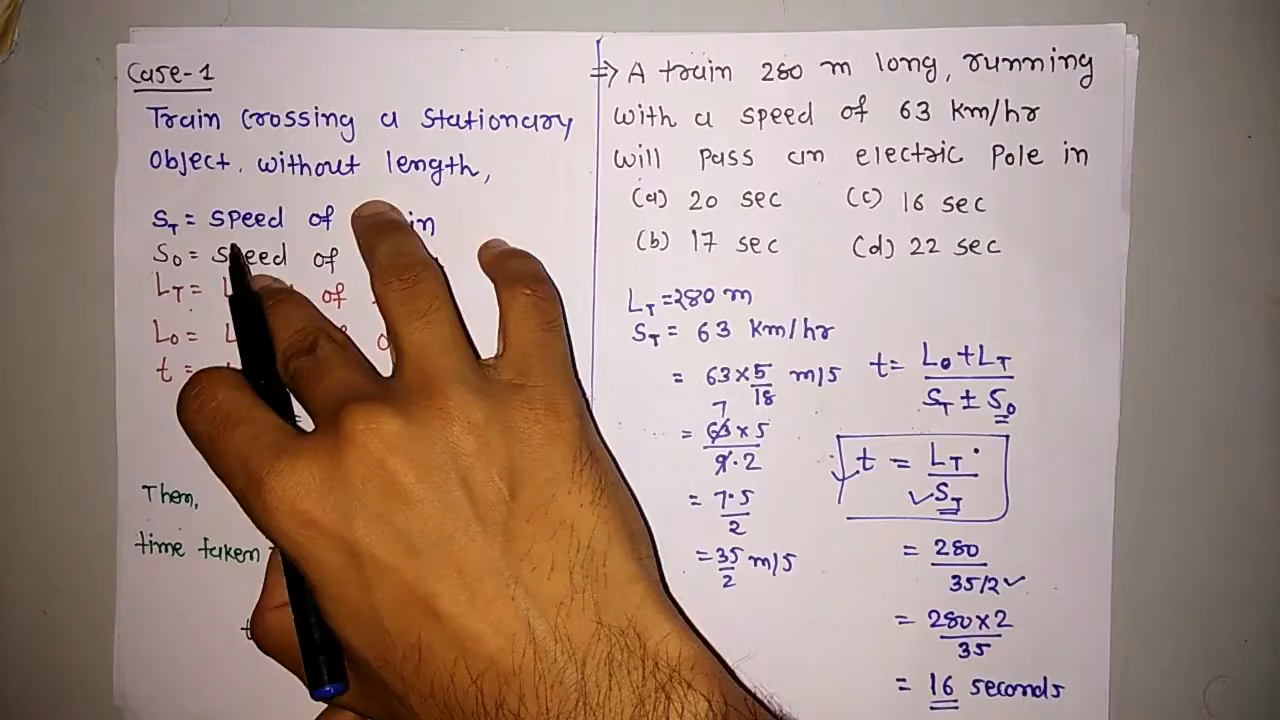 Case-1
Train crossing a stationary
object. without length,
S_T = speed of
S_0 = speed of
L_T = of
L_0 =
t =
Then,
time taken
⇒ A train 280 m long, running
with a speed of 63 km/hr
will pass an electric pole in
(a) 20 sec (c) 16 sec
(b) 17 sec (d) 22 sec
L_T = 280 m
S_T = 63 km/hr
= 63 × 5/18 m/s
= 63 × 5 / 9·2
7
= 7·5 / 2
= 35/2 m/s
t = L_0 + L_T / S_T ± S_0
t = L_T / S_T
= 280 / 35/2
= 280 × 2 / 35
= 16 seconds